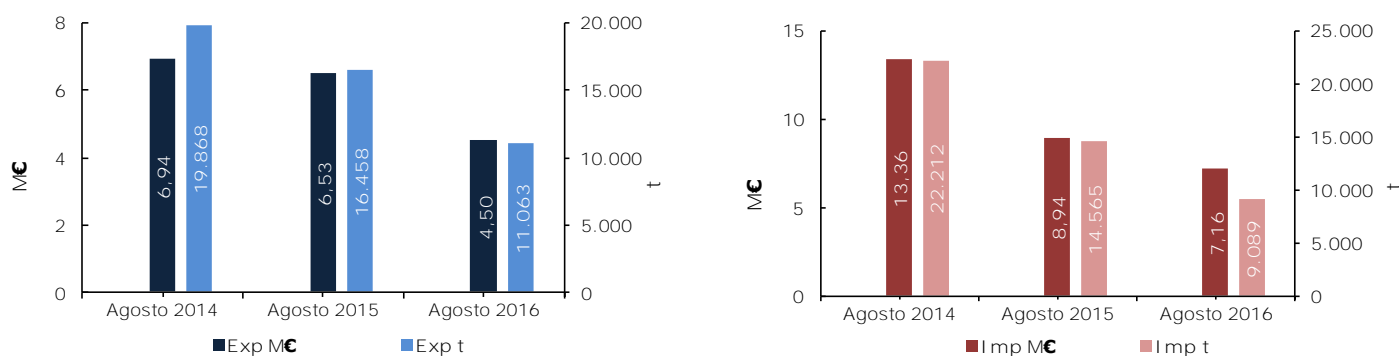 8
6
4
2
0
M€
20.000
15.000
10.000
5.000
0
t
6,94
19.868
6,53
16.458
4,50
11.063
Agosto 2014
Agosto 2015
Agosto 2016
Exp M€
Exp t
15
10
5
0
M€
25.000
20.000
15.000
10.000
5.000
0
t
13,36
22.212
8,94
14.565
7,16
9.089
Agosto 2014
Agosto 2015
Agosto 2016
Imp M€
Imp t